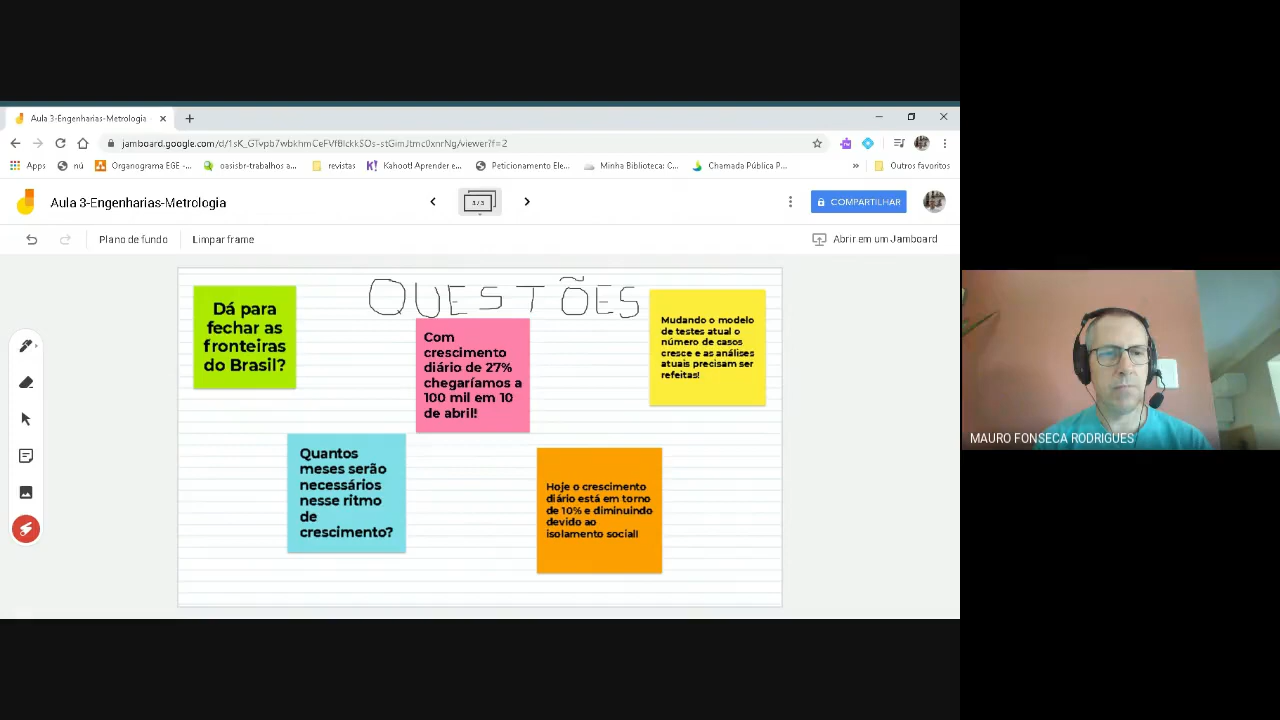 Aula 3-Engenharias-Metrologia
jamboard.google.com/d/1sK_GTvpb7wbkhmCeFVf8lckkSOs-stGimJtmc0xnrNg/viewer?f=2
Apps
nú
Organograma EGE -...
oasisbr-trabalhos a...
revistas
Kahoot! Aprender e...
Peticionamento Ele...
Minha Biblioteca: C...
Chamada Pública P...
»
Outros favoritos
Aula 3-Engenharias-Metrologia
3/3
COMPARTILHAR
Plano de fundo
Limpar frame
Abrir em um Jamboard
QUESTÕES
Dá para
fechar as
fronteiras
do Brasil?
Com
crescimento
diário de 27%
chegaríamos a
100 mil em 10
de abril!
Mudando o modelo
de testes atual o
número de casos
cresce e as análises
atuais precisam ser
refeitas!
Quantos
meses serão
necessários
nesse ritmo
de
crescimento?
Hoje o crescimento
diário está em torno
de 10% e diminuindo
devido ao
isolamento social!
MAURO FONSECA RODRIGUES